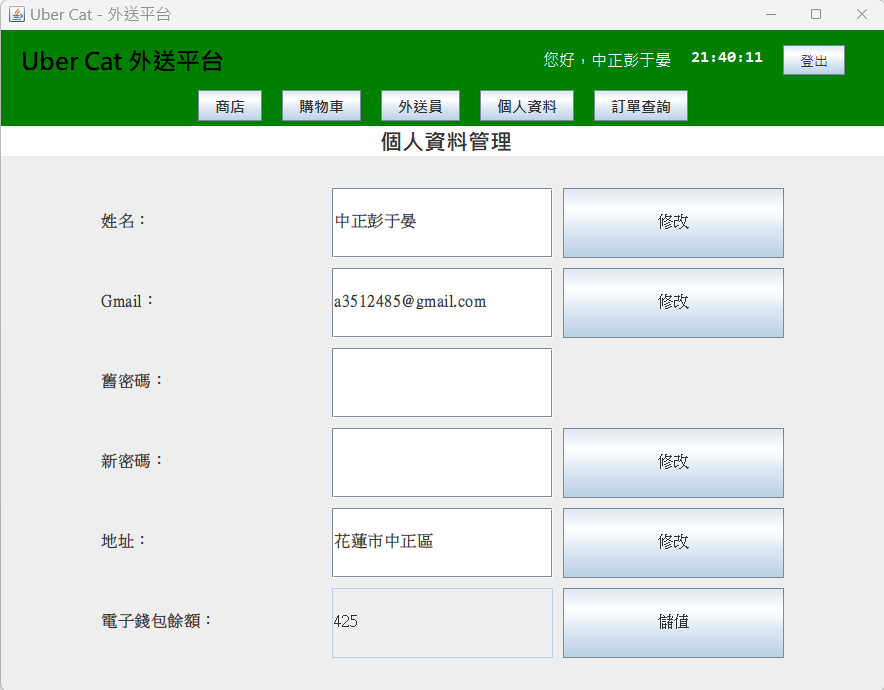 Uber Cat - 外送平台
Uber Cat 外送平台
您好，中正彭于晏 21:40:11 登出
商店 購物車 外送員 個人資料 訂單查詢
個人資料管理
姓名： 中正彭于晏 修改
Gmail： a3512485@gmail.com 修改
舊密碼：
新密碼： 修改
地址： 花蓮市中正區 修改
電子錢包餘額： 425 儲值